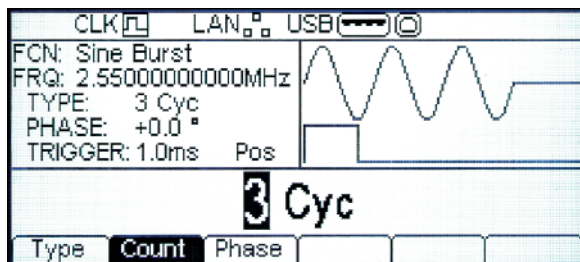 CLK LAN USB
FCN: Sine Burst
FRQ: 2.55000000000MHz
TYPE: 3 Cyc
PHASE: +0.0 °
TRIGGER: 1.0ms Pos
3 Cyc
Type Count Phase